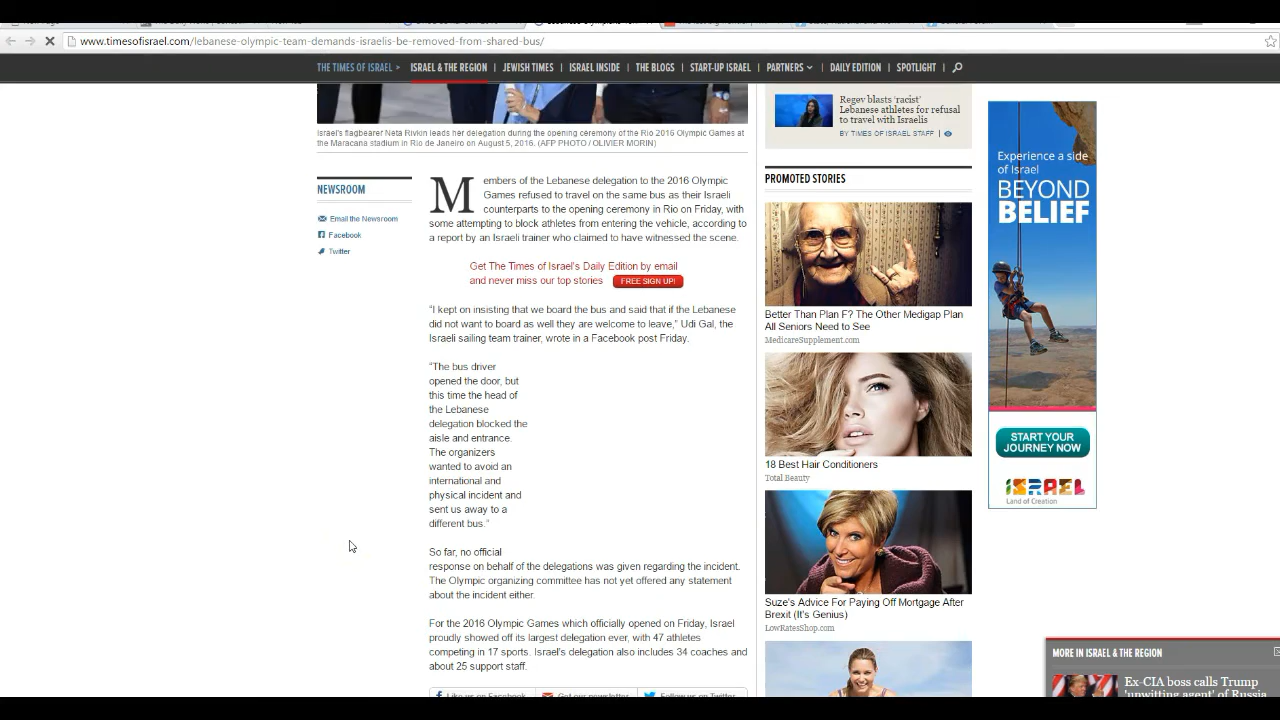 www.timesofisrael.com/lebanese-olympic-team-demands-israelis-be-removed-from-shared-bus/
THE TIMES OF ISRAEL >
ISRAEL & THE REGION | JEWISH TIMES | ISRAEL INSIDE | THE BLOGS | START-UP ISRAEL | PARTNERS | DAILY EDITION | SPOTLIGHT |
Israel's flagbearer Neta Rivkin leads her delegation during the opening ceremony of the Rio 2016 Olympic Games at
the Maracana stadium in Rio de Janeiro on August 5, 2016. (AFP PHOTO / OLIVIER MORIN)
NEWSROOM
Email the Newsroom
Facebook
Twitter
Members of the Lebanese delegation to the 2016 Olympic
Games refused to travel on the same bus as their Israeli
counterparts to the opening ceremony in Rio on Friday, with
some attempting to block athletes from entering the vehicle, according to
a report by an Israeli trainer who claimed to have witnessed the scene.
Get The Times of Israel's Daily Edition by email
and never miss our top stories FREE SIGN UP!
“I kept on insisting that we board the bus and said that if the Lebanese
did not want to board as well they are welcome to leave,” Udi Gal, the
Israeli sailing team trainer, wrote in a Facebook post Friday.
“The bus driver
opened the door, but
this time the head of
the Lebanese
delegation blocked the
aisle and entrance.
The organizers
wanted to avoid an
international and
physical incident and
sent us away to a
different bus.”
So far, no official
response on behalf of the delegations was given regarding the incident.
The Olympic organizing committee has not yet offered any statement
about the incident either.
For the 2016 Olympic Games which officially opened on Friday, Israel
proudly showed off its largest delegation ever, with 47 athletes
competing in 17 sports. Israel's delegation also includes 34 coaches and
about 25 support staff.
Like us on Facebook
Get our newsletter
Follow us on Twitter
Regev blasts 'racist'
Lebanese athletes for refusal
to travel with Israelis
BY TIMES OF ISRAEL STAFF |
PROMOTED STORIES
Better Than Plan F? The Other Medigap Plan
All Seniors Need to See
MedicareSupplement.com
18 Best Hair Conditioners
Total Beauty
Suze's Advice For Paying Off Mortgage After
Brexit (It's Genius)
LowRatesShop.com
Experience a side
of Israel
BEYOND
BELIEF
START YOUR
JOURNEY NOW
ISRAEL
Land of Creation
MORE IN ISRAEL & THE REGION
Ex-CIA boss calls Trump
'unwitting agent' of Russia